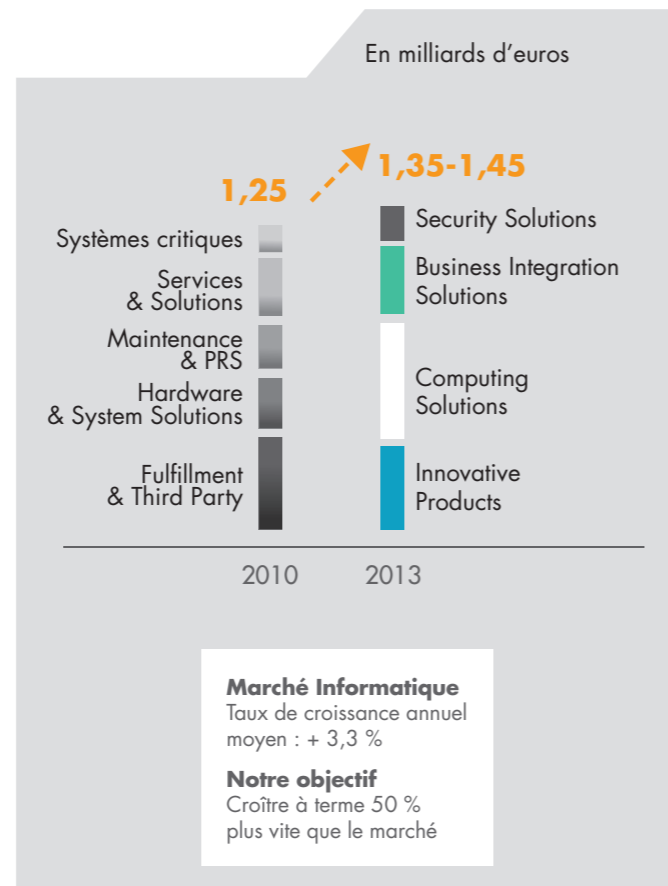 En milliards d’euros
1,25
1,35-1,45
Systèmes critiques
Services
& Solutions
Maintenance
& PRS
Hardware
& System Solutions
Fulfillment
& Third Party
Security Solutions
Business Integration
Solutions
Computing
Solutions
Innovative
Products
2010
2013
Marché Informatique
Taux de croissance annuel
moyen : + 3,3 %
Notre objectif
Croître à terme 50 %
plus vite que le marché